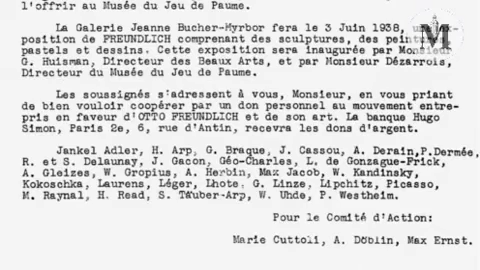 l'offrir au Musée du Jeu de Paume.
La Galerie Jeanne Bucher-Myrbor fera le 3 Juin 1938, une
position de FREUNDLICH comprenant des sculptures, des
pastels et dessins. Cette exposition sera inaugurée par Monsieur
G. Huisman, Directeur des Beaux Arts, et par Monsieur Dézarrois,
Directeur du Musée du Jeu de Paume.
Les soussignés s'adressent à vous, Monsieur, en vous priant
de bien vouloir coopérer par un don personnel au mouvement entre-
pris en faveur d'OTTO FREUNDLICH et de son art. La banque Hugo
Simon, Paris 2e, 6, rue d'Antin, recevra les dons d'argent.
Jankel Adler, H. Arp, G. Braque, J. Cassou, A. Derain,P.Dermée,
R. et S. Delaunay, J. Gacon, Géo-Charles, L. de Gonzague-Frick,
A. Gleizes, W. Gropius, A. Herbin, Max Jacob, W. Kandinsky,
Kokoschka, Laurens, Léger, Lhote, G. Linze, Lipchitz, Picasso,
M. Raynal, H. Read, S. Täuber-Arp, W. Uhde, P. Westheim.
Pour le Comité d'Action:
Marie Cuttoli, A. Döblin, Max Ernst.
M